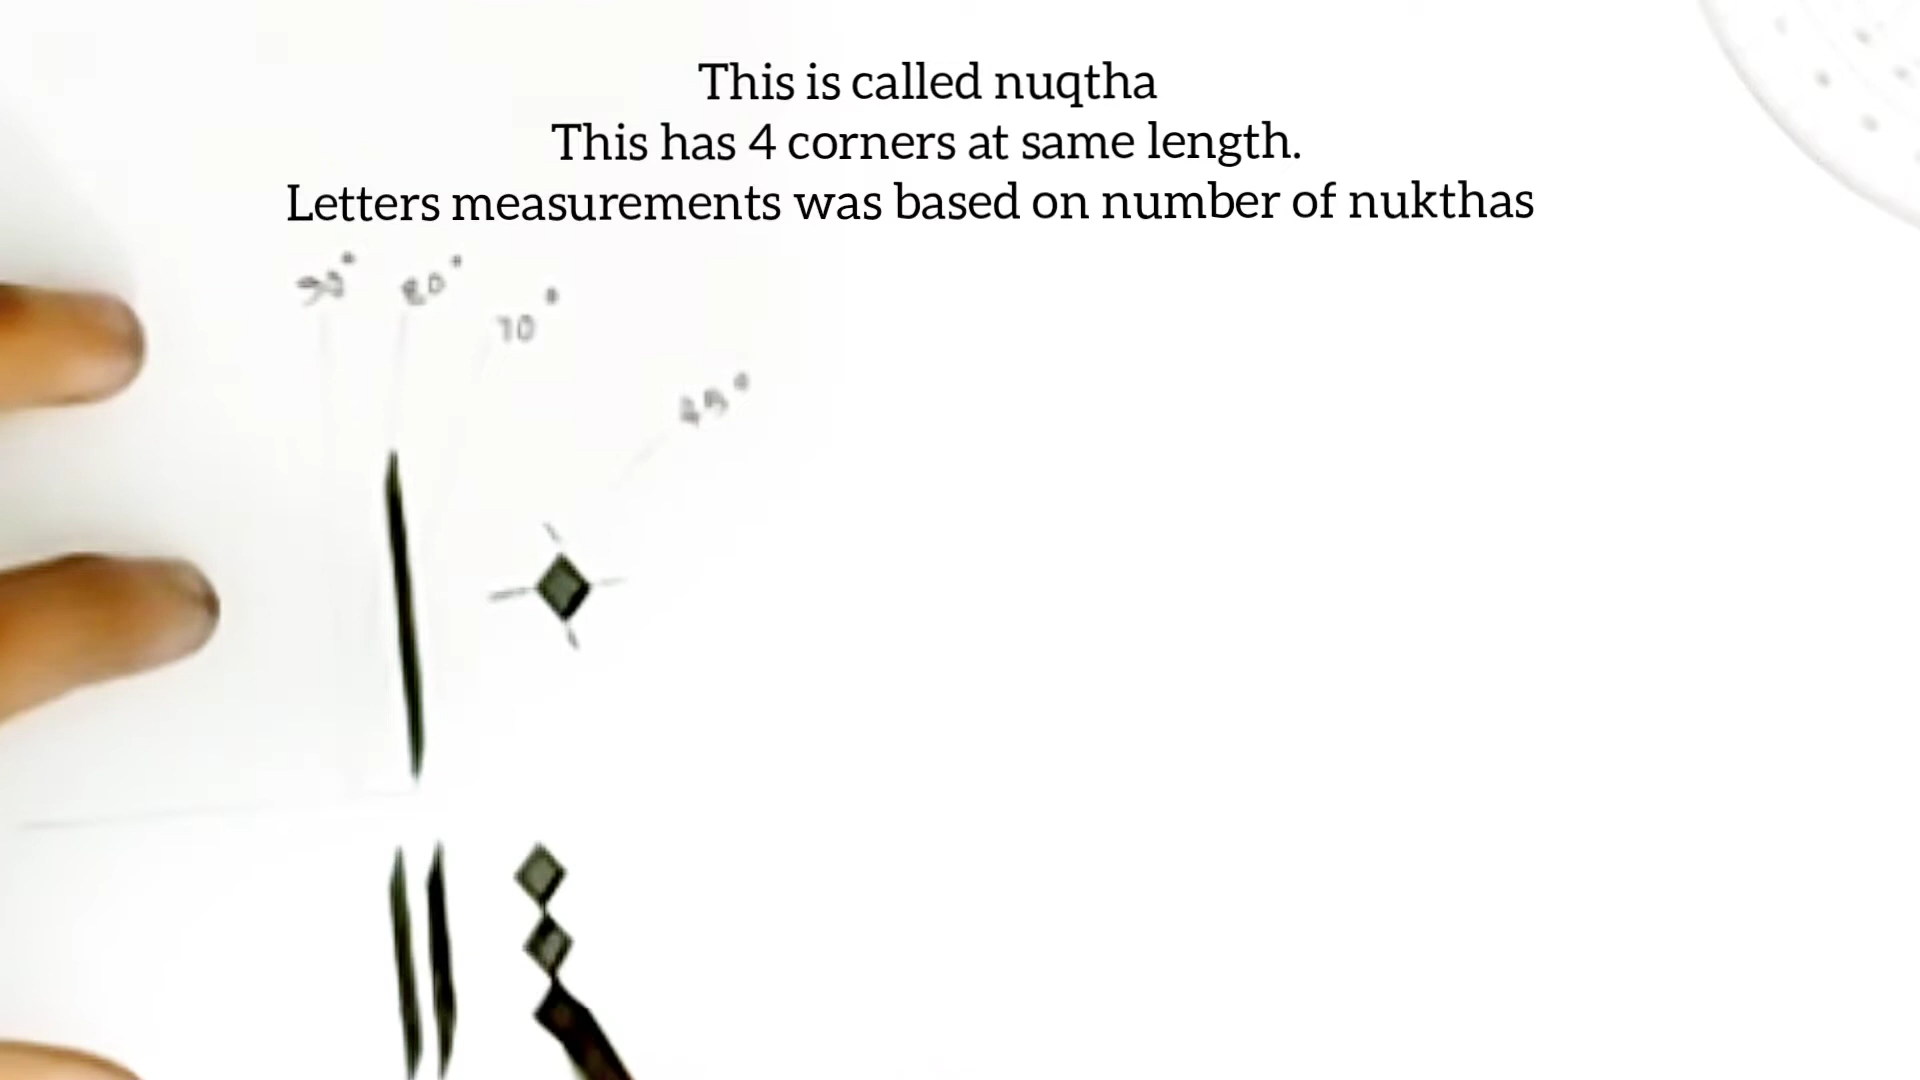 This is called nuqtha
This has 4 corners at same length.
Letters measurements was based on number of nukthas
90° 80°
70°
45°